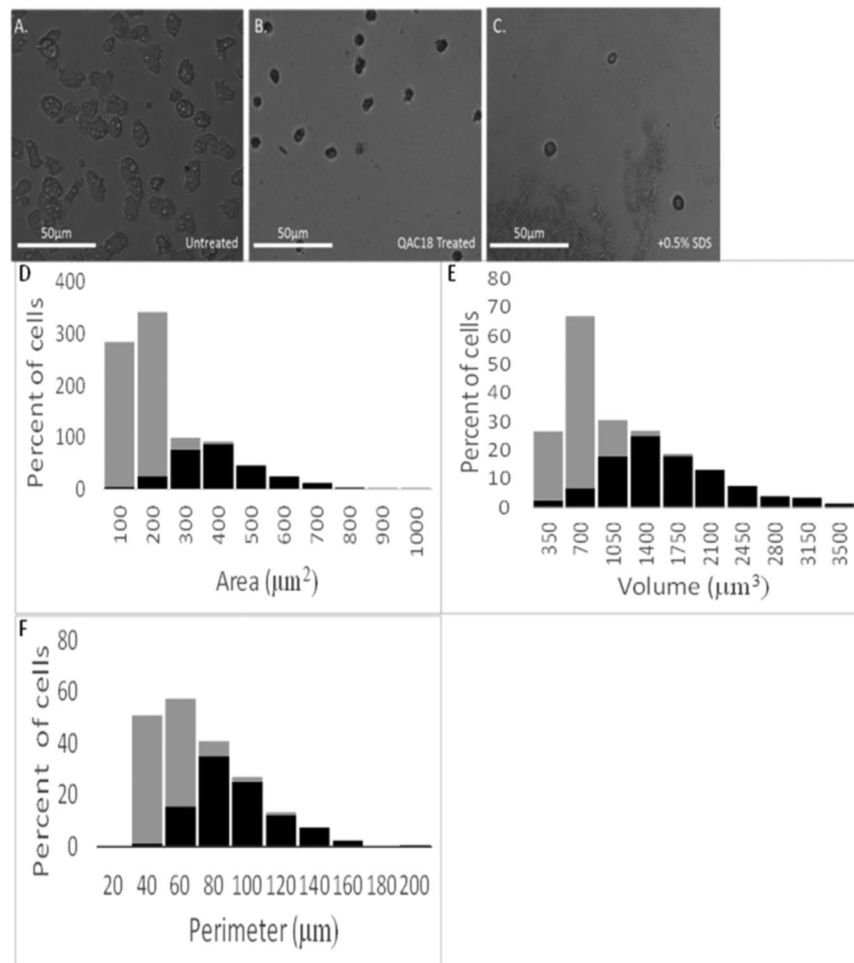 A.
50µm
Untreated
B.
50µm
QAC18 Treated
C.
50µm
+0.5% SDS
D
400
300
200
100
0
Percent of cells
100 200 300 400 500 600 700 800 900 1000
Area (µm²)
E
80
70
60
50
40
30
20
10
0
Percent of cells
350 700 1050 1400 1750 2100 2450 2800 3150 3500
Volume (µm³)
F
80
60
40
20
0
Percent of cells
20 40 60 80 100 120 140 160 180 200
Perimeter (µm)